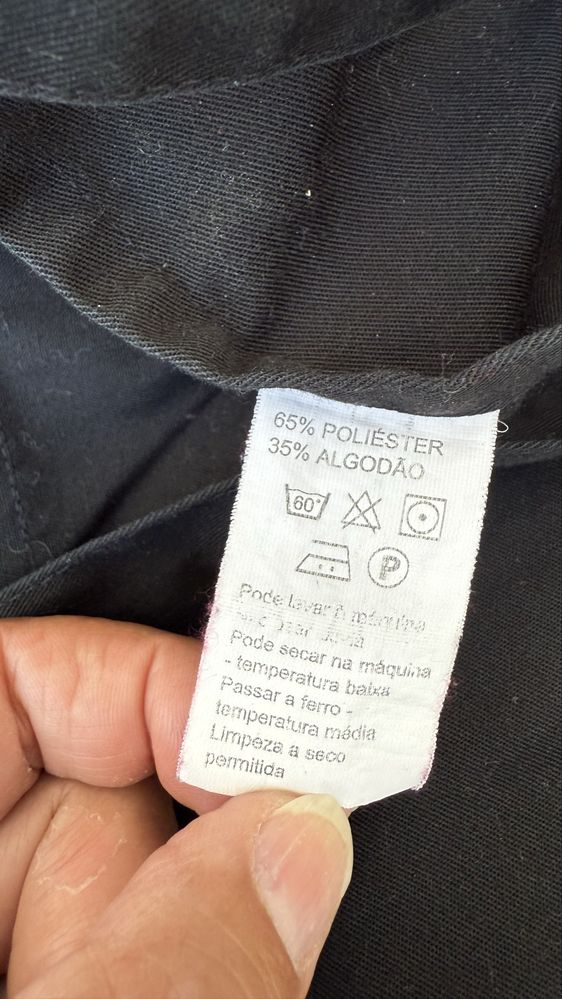 65% POLIÉSTER
35% ALGODÃO
60°
P
Pode lavar à máquina
Pode secar na máquina
- temperatura baixa
Passar a ferro -
temperatura média
Limpeza a seco
permitida